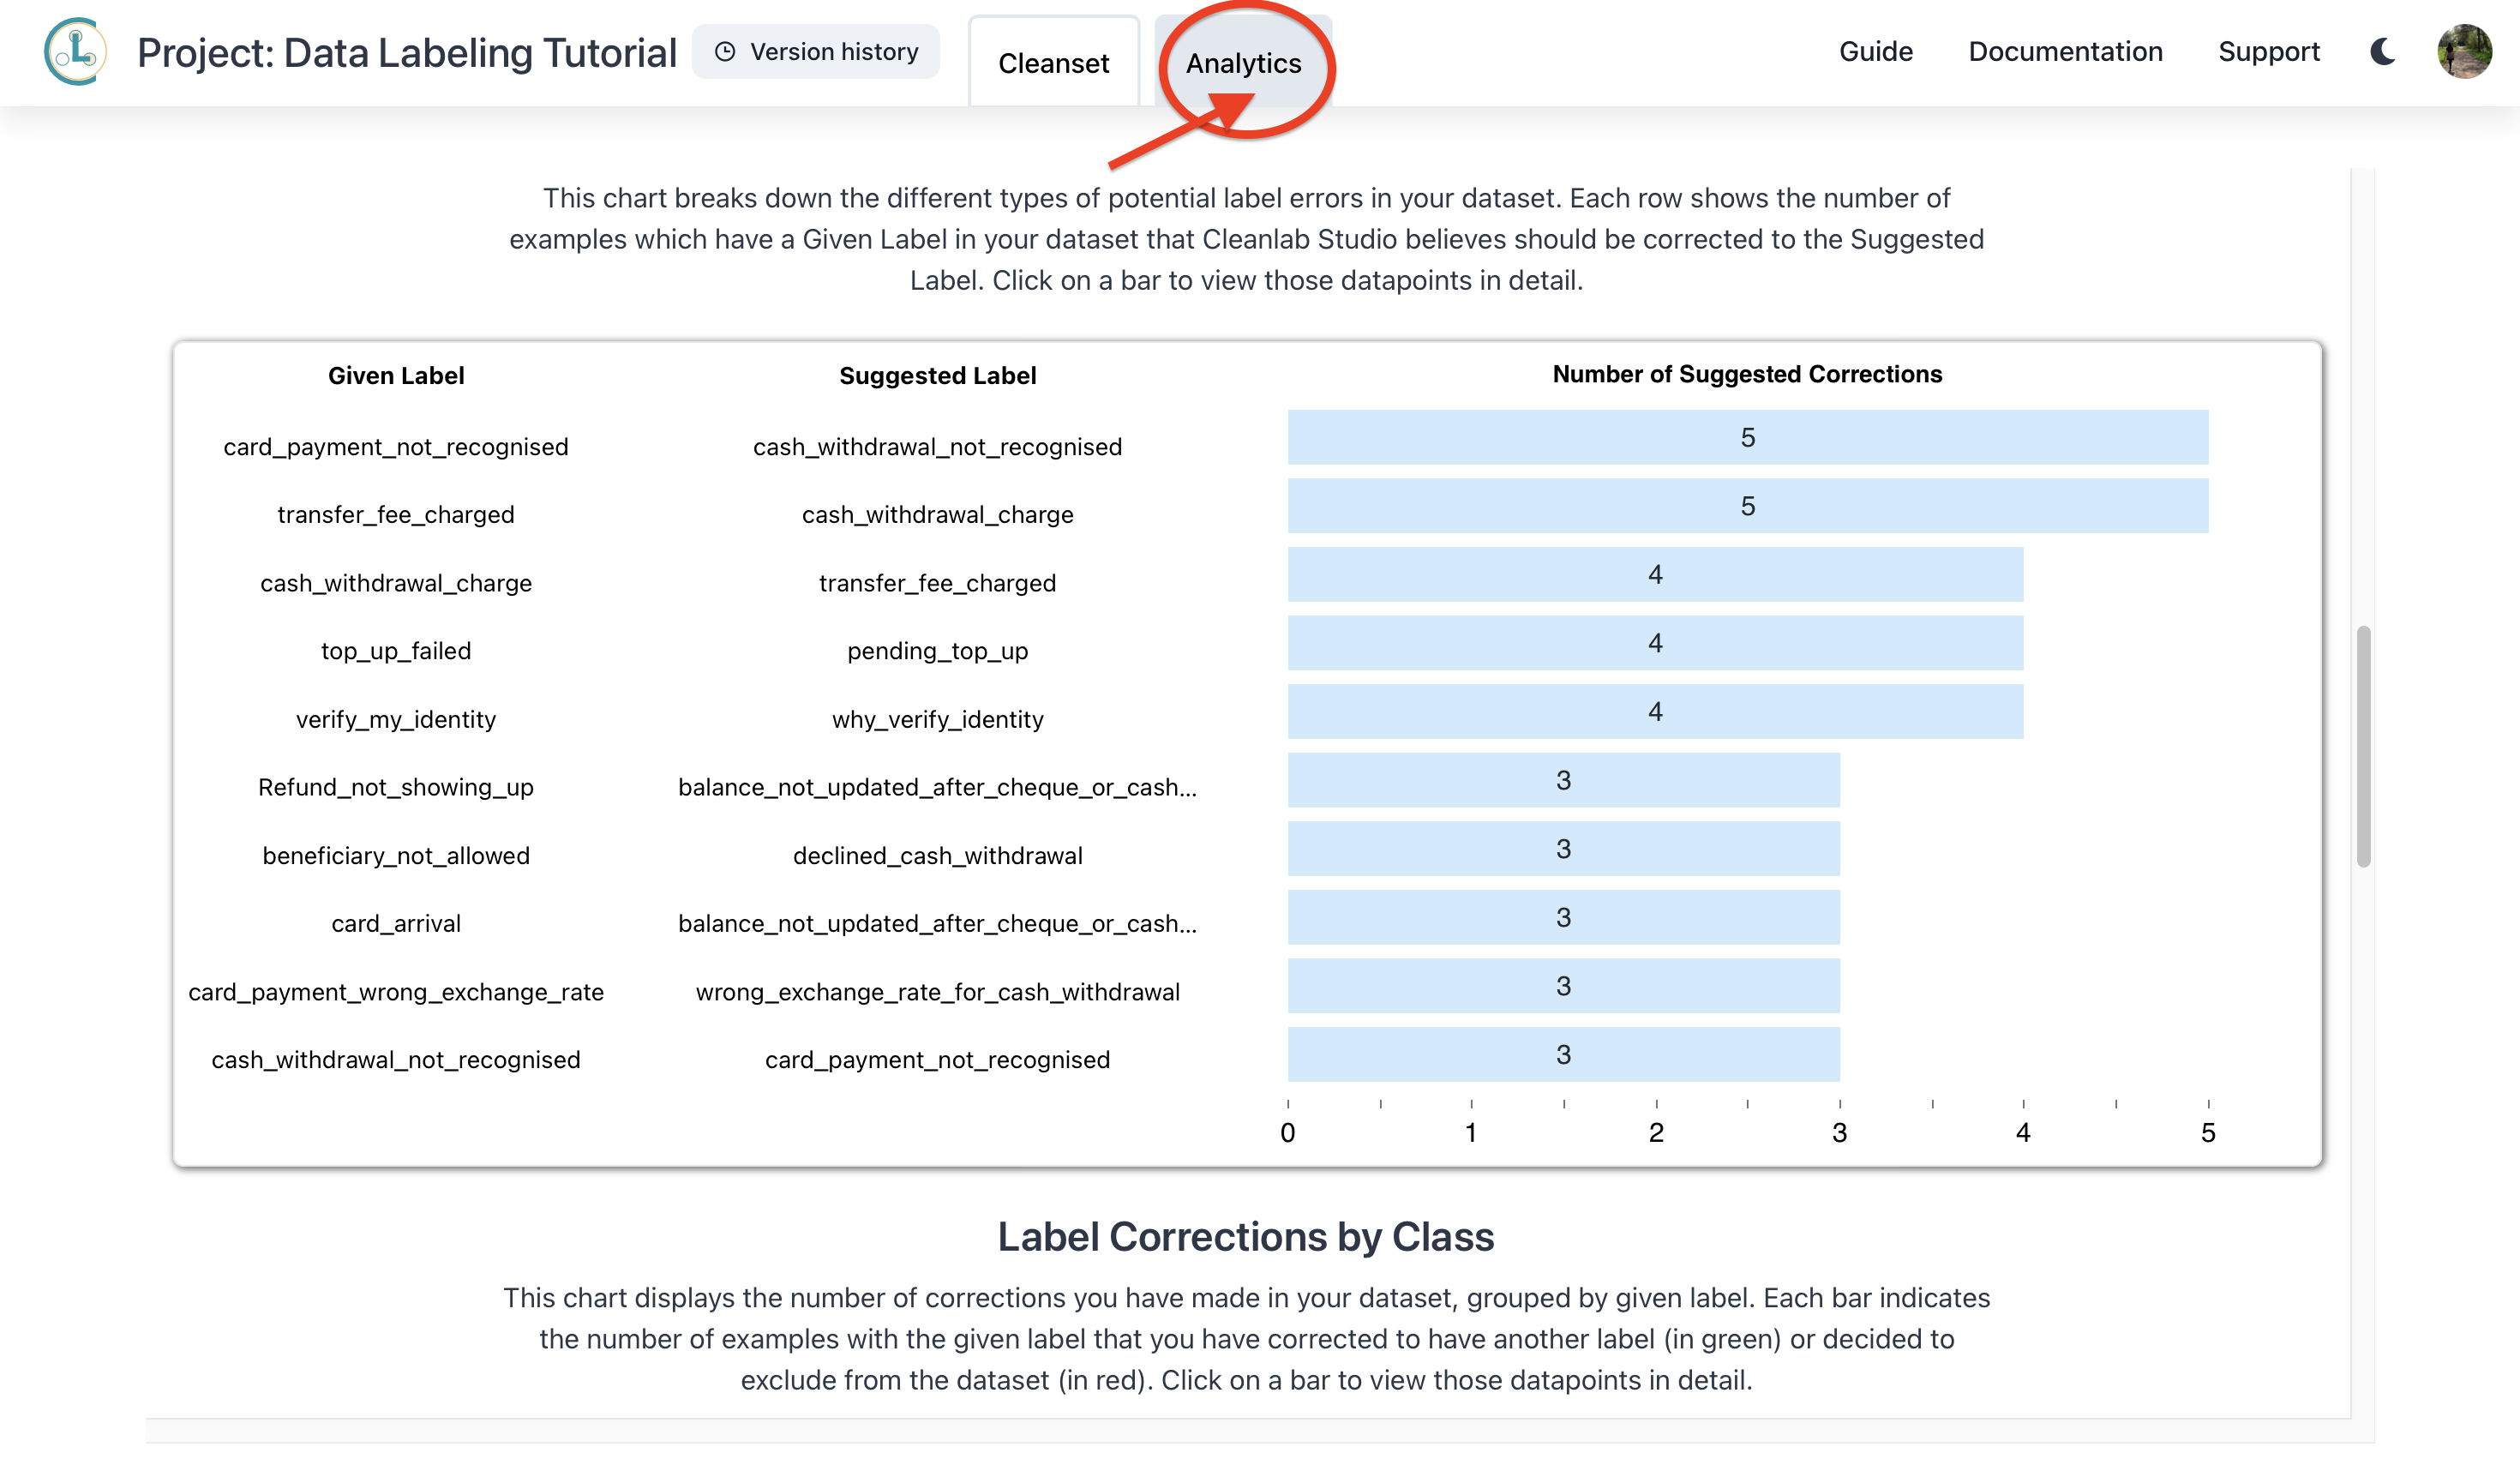 Project: Data Labeling Tutorial
Version history
Cleanset
Analytics
Guide
Documentation
Support
This chart breaks down the different types of potential label errors in your dataset. Each row shows the number of
examples which have a Given Label in your dataset that Cleanlab Studio believes should be corrected to the Suggested
Label. Click on a bar to view those datapoints in detail.
Given Label Suggested Label Number of Suggested Corrections
card_payment_not_recognised cash_withdrawal_not_recognised 5
transfer_fee_charged cash_withdrawal_charge 5
cash_withdrawal_charge transfer_fee_charged 4
top_up_failed pending_top_up 4
verify_my_identity why_verify_identity 4
Refund_not_showing_up balance_not_updated_after_cheque_or_cash... 3
beneficiary_not_allowed declined_cash_withdrawal 3
card_arrival balance_not_updated_after_cheque_or_cash... 3
card_payment_wrong_exchange_rate wrong_exchange_rate_for_cash_withdrawal 3
cash_withdrawal_not_recognised card_payment_not_recognised 3
0 1 2 3 4 5
Label Corrections by Class
This chart displays the number of corrections you have made in your dataset, grouped by given label. Each bar indicates
the number of examples with the given label that you have corrected to have another label (in green) or decided to
exclude from the dataset (in red). Click on a bar to view those datapoints in detail.